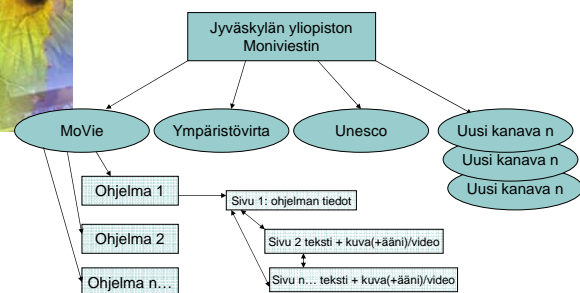 Jyväskylän yliopiston
Moniviestin
MoVie
Ympäristövirta
Unesco
Uusi kanava n
Uusi kanava n
Uusi kanava n
Ohjelma 1
Sivu 1: ohjelman tiedot
Ohjelma 2
Sivu 2 teksti + kuva(+ääni)/video
Ohjelma n...
Sivu n... teksti + kuva(+ääni)/video